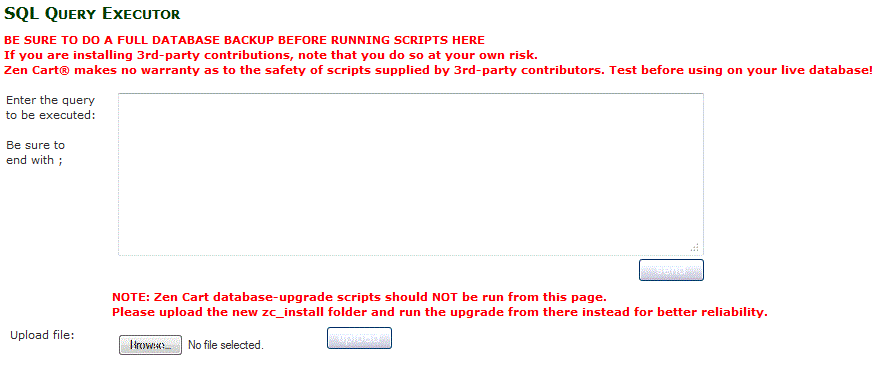 SQL Query Executor
BE SURE TO DO A FULL DATABASE BACKUP BEFORE RUNNING SCRIPTS HERE
If you are installing 3rd-party contributions, note that you do so at your own risk.
Zen Cart® makes no warranty as to the safety of scripts supplied by 3rd-party contributors. Test before using on your live database!
Enter the query
to be executed:
Be sure to
end with ;
send
NOTE: Zen Cart database-upgrade scripts should NOT be run from this page.
Please upload the new zc_install folder and run the upgrade from there instead for better reliability.
Upload file:
Browse...
No file selected.
upload